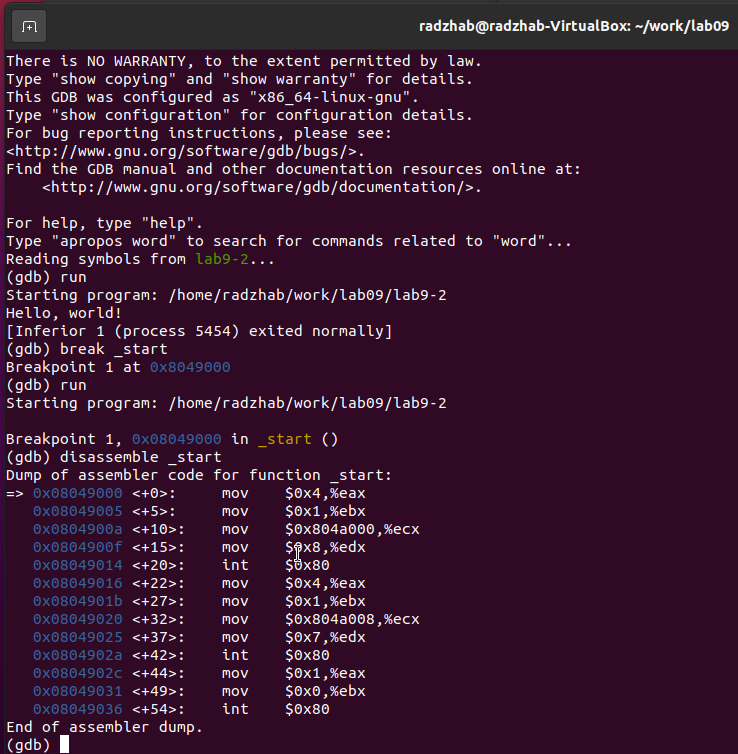 radzhab@radzhab-VirtualBox: ~/work/lab09
There is NO WARRANTY, to the extent permitted by law.
Type "show copying" and "show warranty" for details.
This GDB was configured as "x86_64-linux-gnu".
Type "show configuration" for configuration details.
For bug reporting instructions, please see:
<http://www.gnu.org/software/gdb/bugs/>.
Find the GDB manual and other documentation resources online at:
    <http://www.gnu.org/software/gdb/documentation/>.

For help, type "help".
Type "apropos word" to search for commands related to "word"...
Reading symbols from lab9-2...
(gdb) run
Starting program: /home/radzhab/work/lab09/lab9-2
Hello, world!
[Inferior 1 (process 5454) exited normally]
(gdb) break _start
Breakpoint 1 at 0x8049000
(gdb) run
Starting program: /home/radzhab/work/lab09/lab9-2

Breakpoint 1, 0x08049000 in _start ()
(gdb) disassemble _start
Dump of assembler code for function _start:
=> 0x08049000 <+0>:     mov    $0x4,%eax
   0x08049005 <+5>:     mov    $0x1,%ebx
   0x0804900a <+10>:    mov    $0x804a000,%ecx
   0x0804900f <+15>:    mov    $0x8,%edx
   0x08049014 <+20>:    int    $0x80
   0x08049016 <+22>:    mov    $0x4,%eax
   0x0804901b <+27>:    mov    $0x1,%ebx
   0x08049020 <+32>:    mov    $0x804a008,%ecx
   0x08049025 <+37>:    mov    $0x7,%edx
   0x0804902a <+42>:    int    $0x80
   0x0804902c <+44>:    mov    $0x1,%eax
   0x08049031 <+49>:    mov    $0x0,%ebx
   0x08049036 <+54>:    int    $0x80
End of assembler dump.
(gdb)